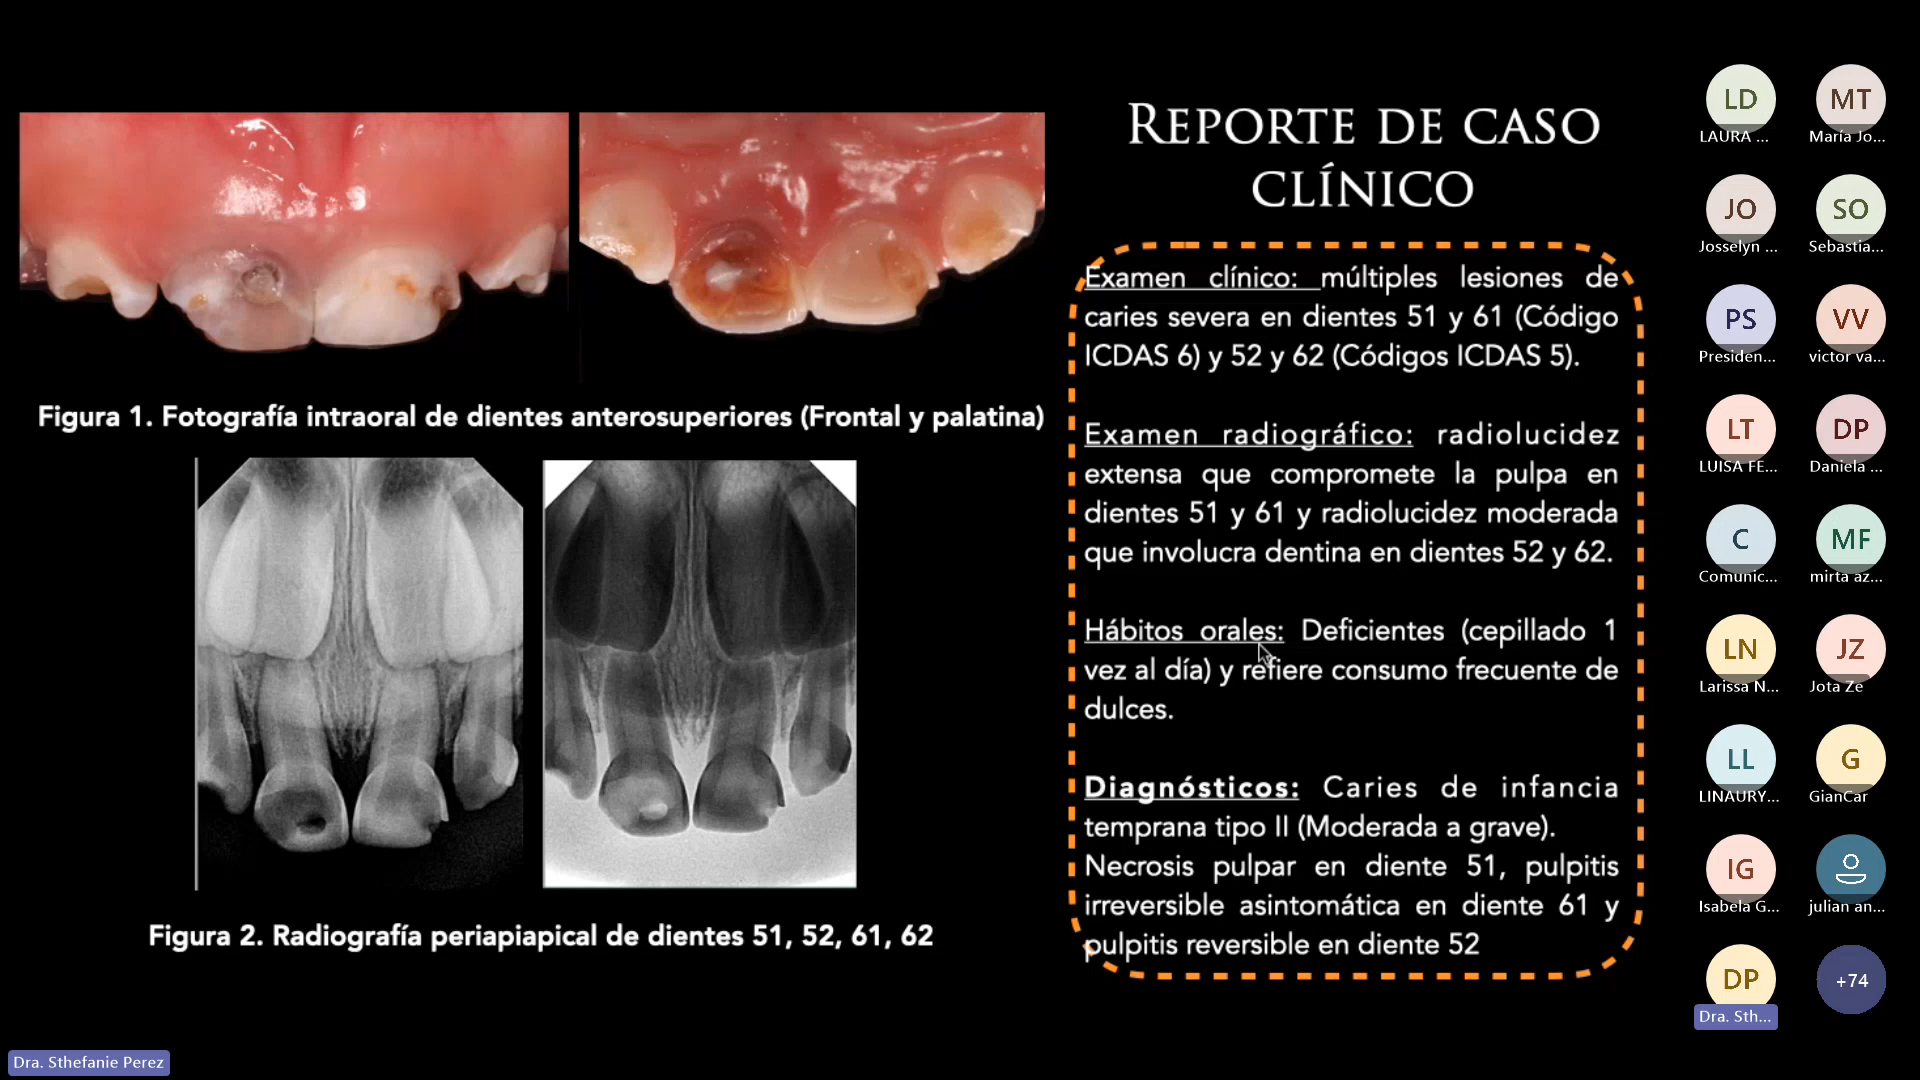 REPORTE DE CASO
CLÍNICO
Figura 1. Fotografía intraoral de dientes anterosuperiores (Frontal y palatina)
Figura 2. Radiografía periapiapical de dientes 51, 52, 61, 62
Examen clínico: múltiples lesiones de
caries severa en dientes 51 y 61 (Código
ICDAS 6) y 52 y 62 (Códigos ICDAS 5).
Examen radiográfico: radiolucidez
extensa que compromete la pulpa en
dientes 51 y 61 y radiolucidez moderada
que involucra dentina en dientes 52 y 62.
Hábitos orales: Deficientes (cepillado 1
vez al día) y refiere consumo frecuente de
dulces.
Diagnósticos: Caries de infancia
temprana tipo II (Moderada a grave).
Necrosis pulpar en diente 51, pulpitis
irreversible asintomática en diente 61 y
pulpitis reversible en diente 52
LD MT
LAURA ... María Jo...
JO SO
Josselyn ... Sebastia...
PS VV
Presiden... victor va...
LT DP
LUISA FE... Daniela ...
C MF
Comunic... mirta az...
LN JZ
Larissa N... Jota Ze
LL G
LINAURY... GianCar
IG
Isabela G... julian an...
DP +74
Dra. Sth...
Dra. Sthefanie Perez